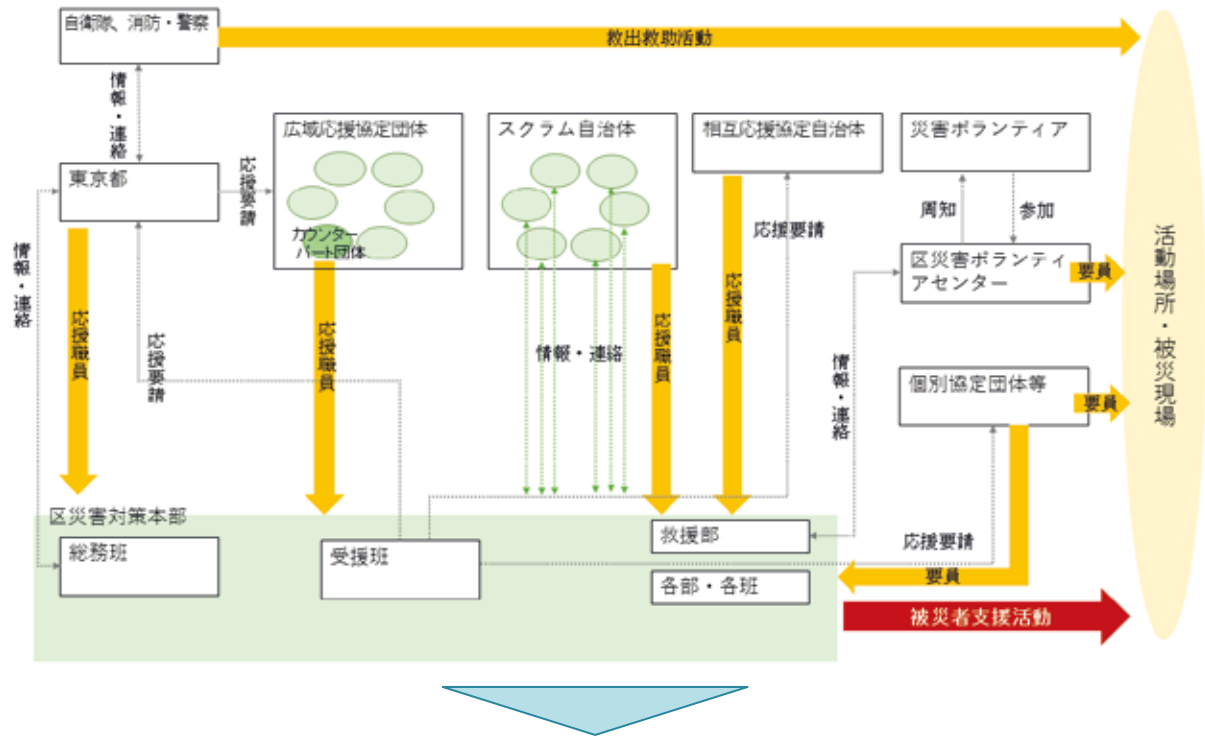 自衛隊、消防・警察
救出救助活動
情報・連絡
広域応援協定団体
スクラム自治体
相互応援協定自治体
災害ボランティア
東京都
応援要請
カウンター
パート団体
周知
参加
応援要請
情報・連絡
区災害ボランティ
アセンター
要員
活動場所・被災現場
応援職員
応援要請
応援職員
情報・連絡
応援職員
応援職員
情報・連絡
個別協定団体等
要員
区災害対策本部
総務班
受援班
救援部
応援要請
各部・各班
要員
被災者支援活動